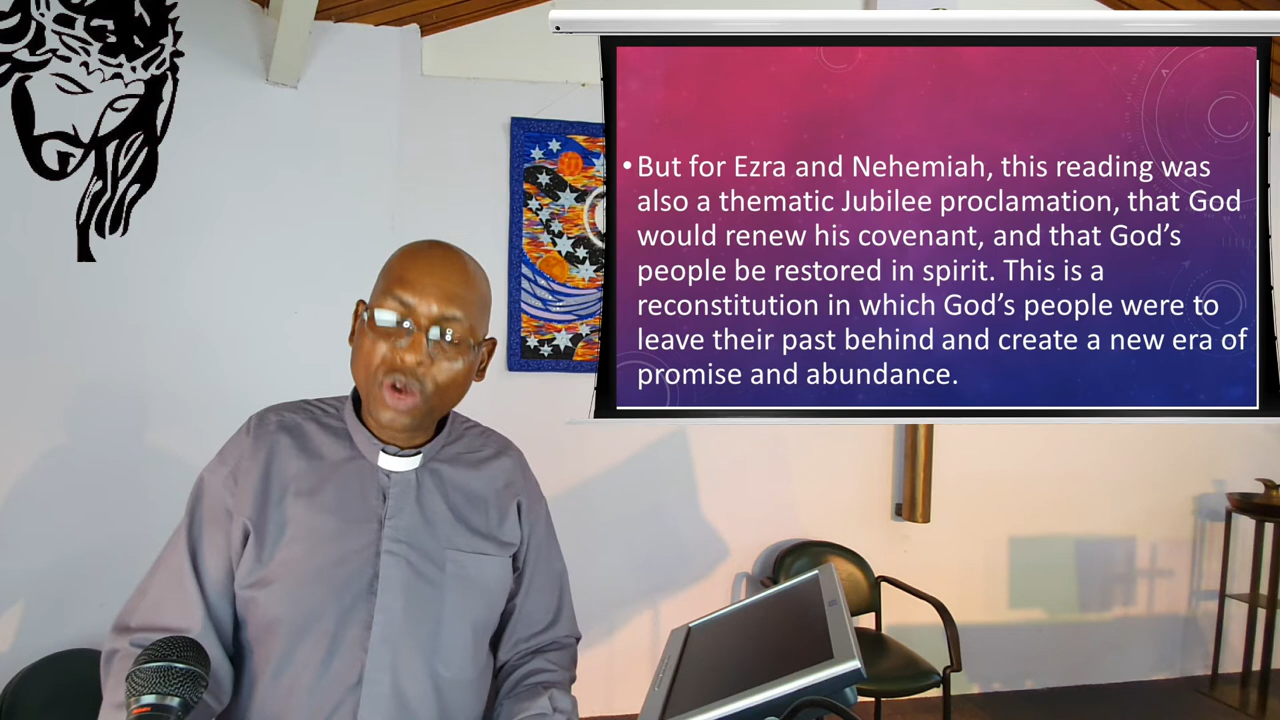 • But for Ezra and Nehemiah, this reading was
also a thematic Jubilee proclamation, that God
would renew his covenant, and that God’s
people be restored in spirit. This is a
reconstitution in which God’s people were to
leave their past behind and create a new era of
promise and abundance.